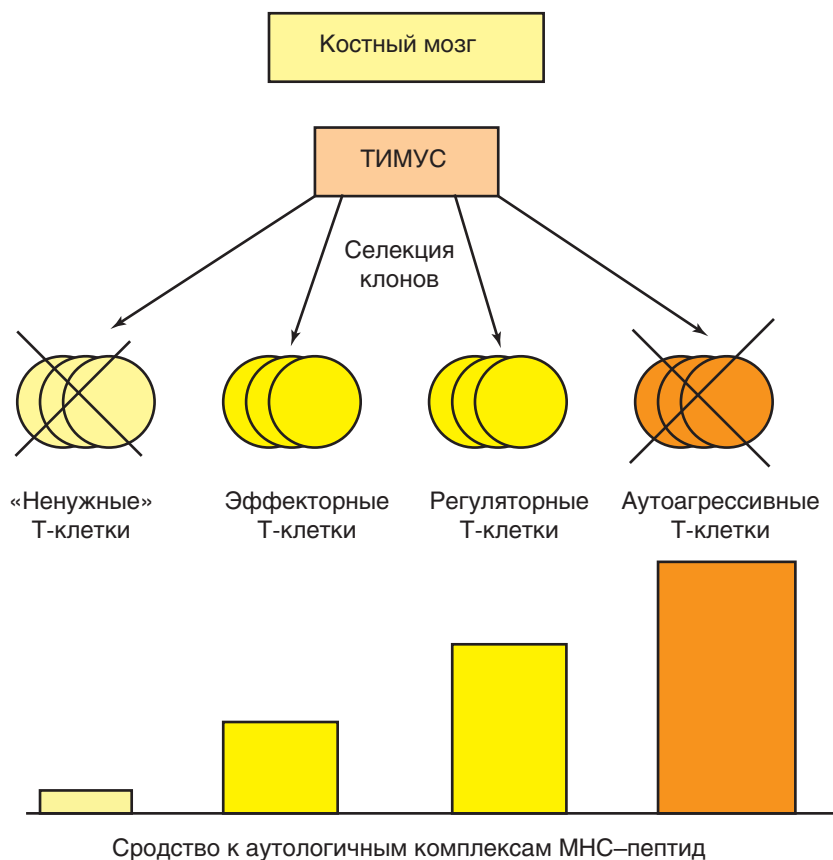 Костный мозг
ТИМУС
Селекция
клонов
«Ненужные»
Т-клетки
Эффекторные
Т-клетки
Регуляторные
Т-клетки
Аутоагрессивные
Т-клетки
Сродство к аутологичным комплексам МНС–пептид